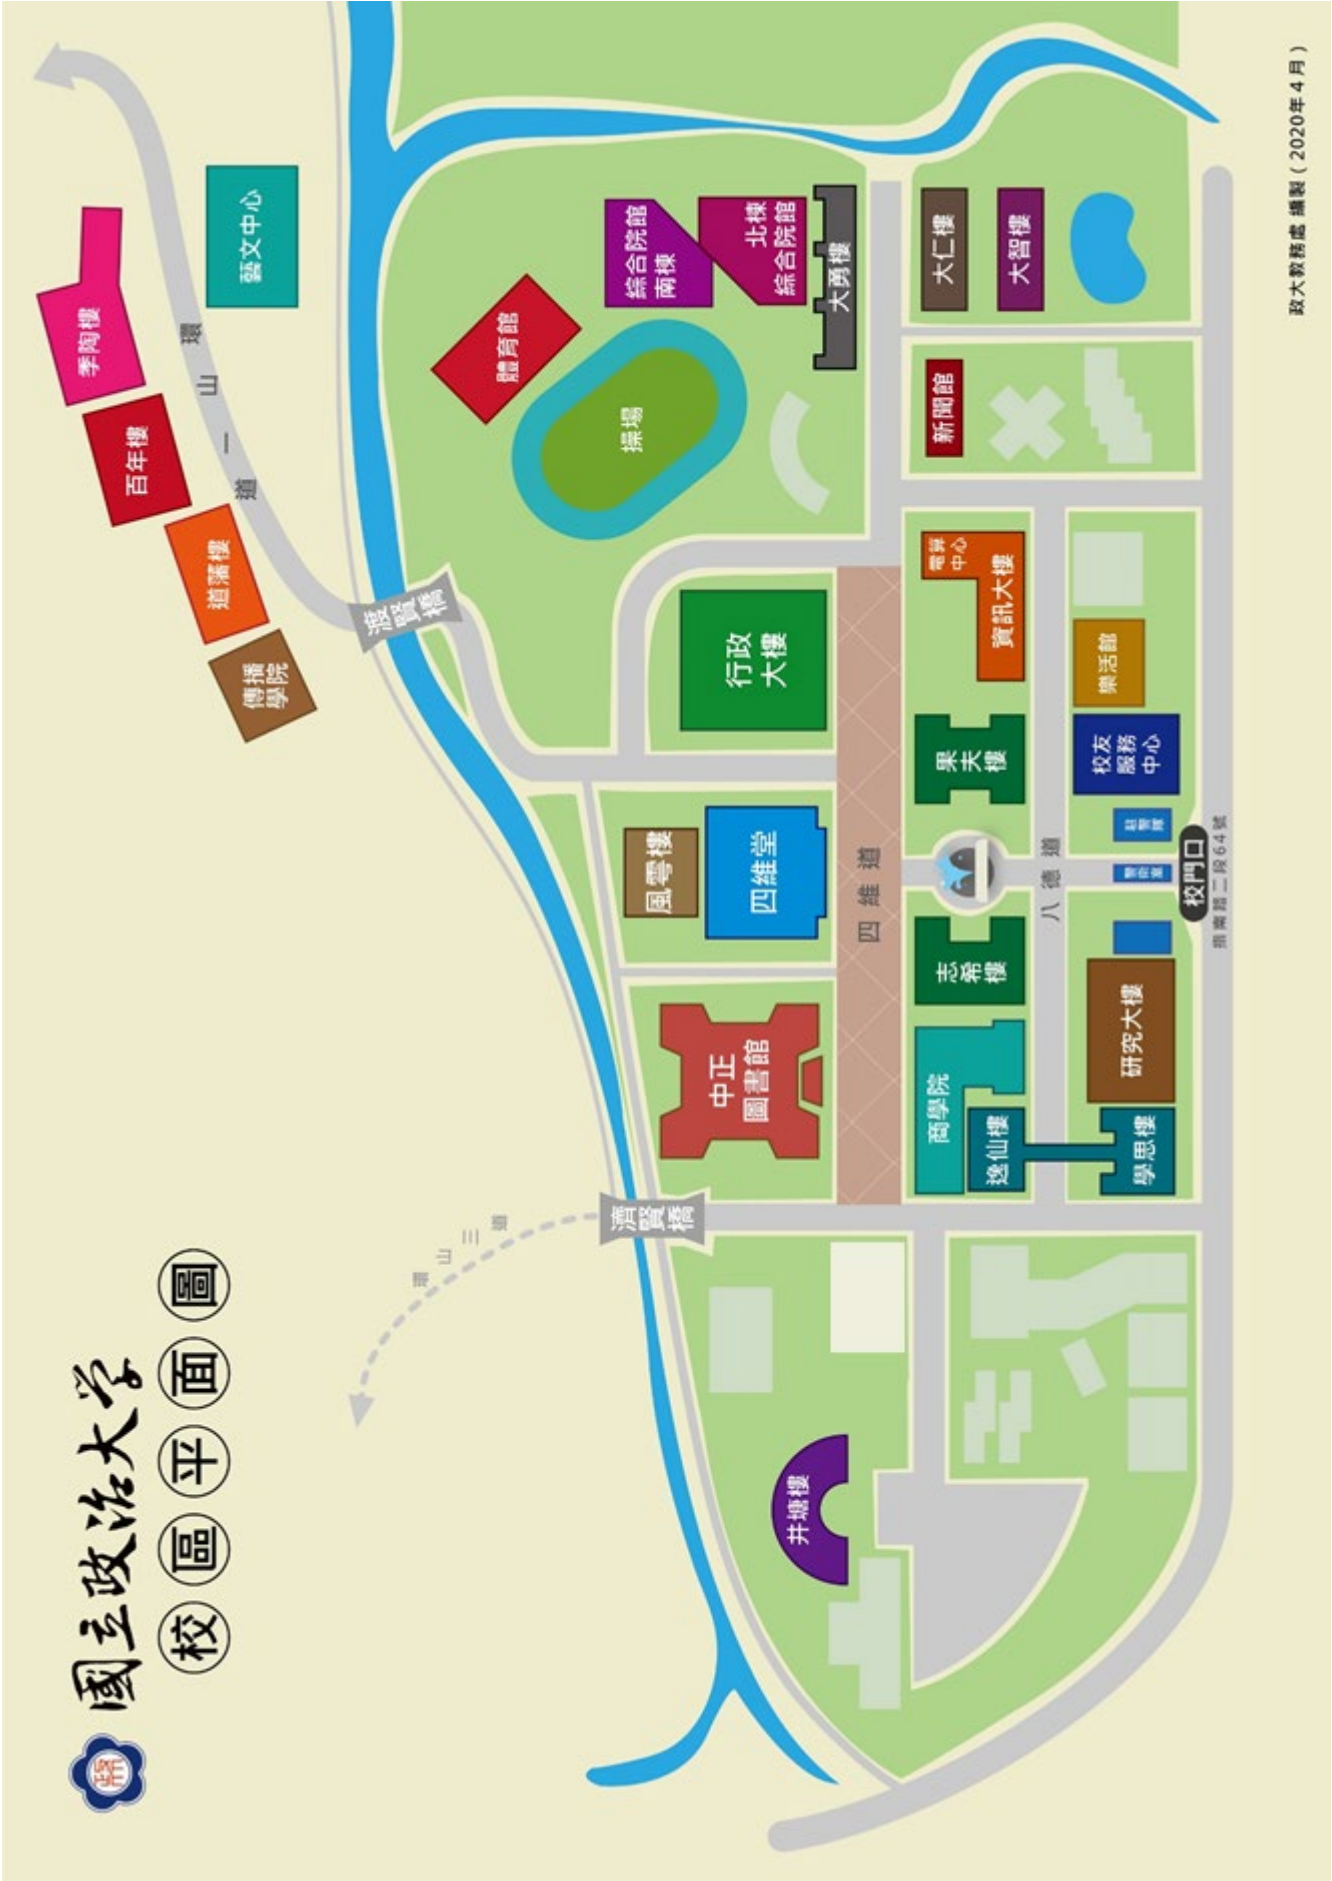 國立政治大学
校區平面圖
政
季陶樓
百年樓
道藩樓
傳播
學院
藝文中心
環山一道
渡賢橋
體育館
操場
綜合院館
南棟
北棟
綜合院館
大勇樓
大仁樓
大智樓
新聞館
行政
大樓
電算
中心
資訊大樓
樂活館
果夫樓
校友
服務
中心
風雩樓
四維堂
四維道
八德道
駐警隊
校門口
指南路二段64號
中正
圖書館
志希樓
商學院
逸仙樓
研究大樓
學思樓
濟賢橋
環山三道
井塘樓
政大教務處 編製(2020年4月)